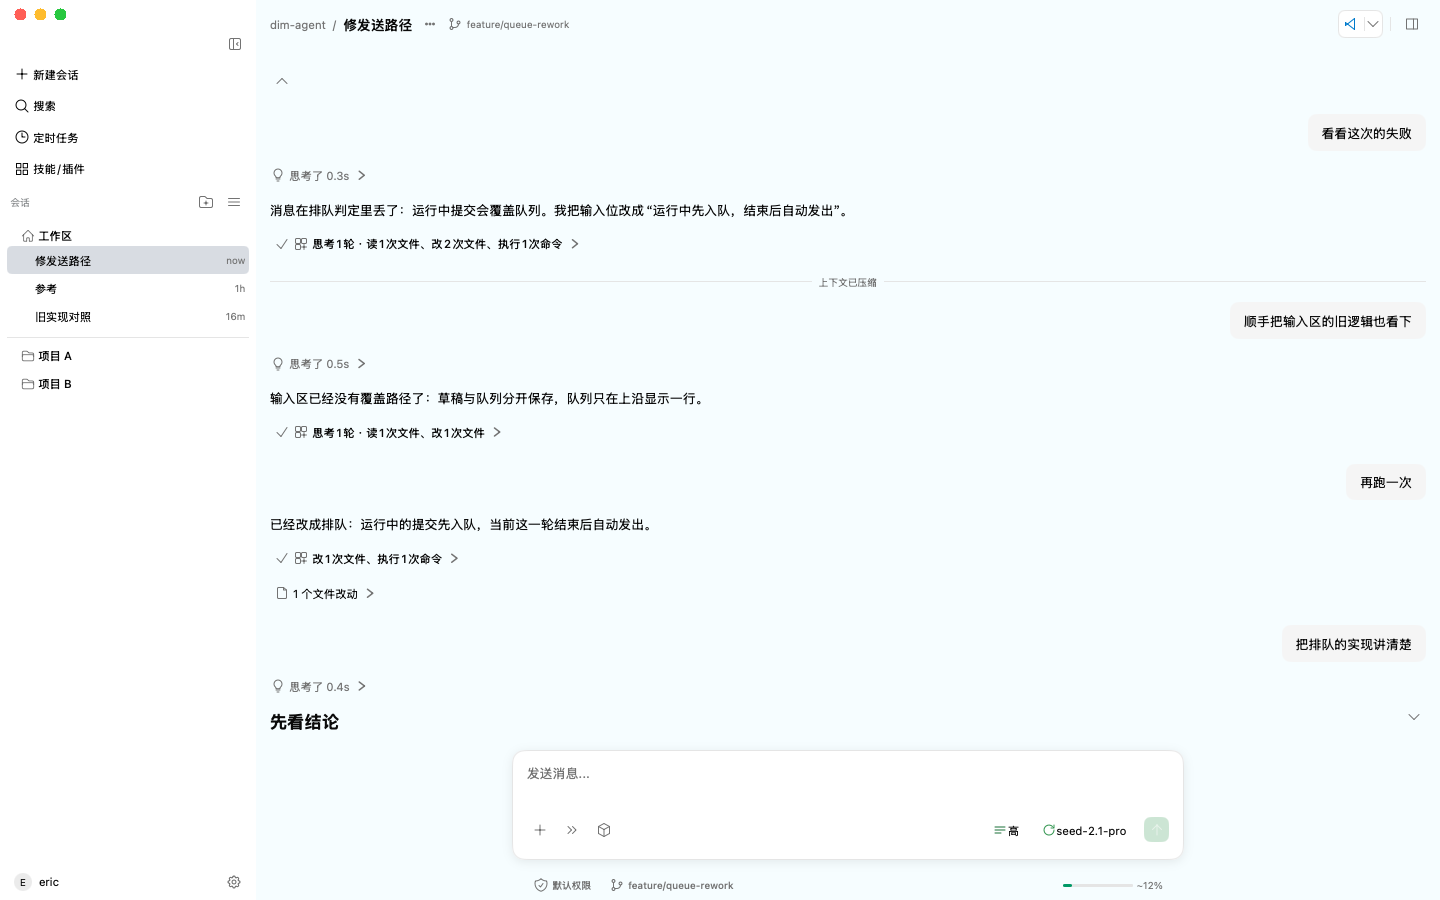 新建会话
搜索
定时任务
技能/插件
会话
工作区
修发送路径 now
参考 1h
旧实现对照 16m
项目 A
项目 B
E eric
dim-agent / 修发送路径 ··· feature/queue-rework
看看这次的失败
思考了 0.3s
消息在排队判定里丢了：运行中提交会覆盖队列。我把输入位改成“运行中先入队，结束后自动发出”。
思考1轮 · 读1次文件、改2次文件、执行1次命令
上下文已压缩
顺手把输入区的旧逻辑也看下
思考了 0.5s
输入区已经没有覆盖路径了：草稿与队列分开保存，队列只在上沿显示一行。
思考1轮 · 读1次文件、改1次文件
再跑一次
已经改成排队：运行中的提交先入队，当前这一轮结束后自动发出。
改1次文件、执行1次命令
1 个文件改动
把排队的实现讲清楚
思考了 0.4s
先看结论
发送消息...
高 seed-2.1-pro
默认权限 feature/queue-rework ~12%